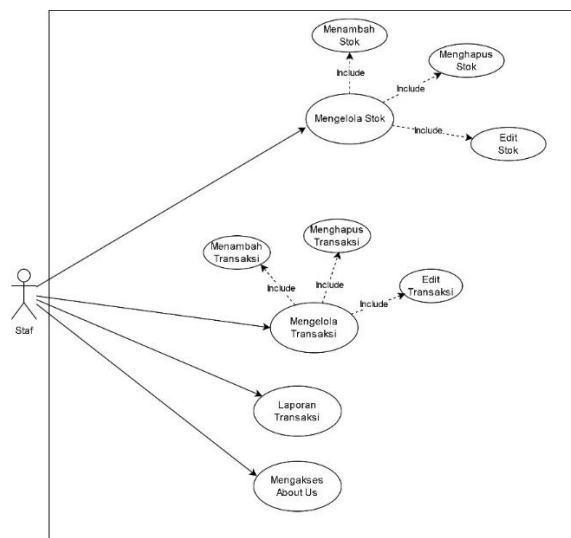 Menambah
Stok
Menghapus
Stok
Include
Include
Mengelola Stok
Include
Edit
Stok
Menambah
Transaksi
Menghapus
Transaksi
Include
Include
Edit
Transaksi
Include
Mengelola
Transaksi
Staf
Laporan
Transaksi
Mengakses
About Us